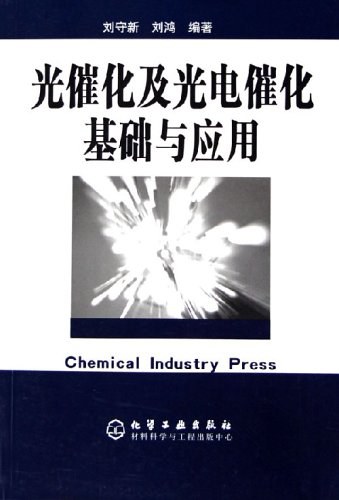 刘守新 刘鸿 编著
光催化及光电催化
基础与应用
Chemical Industry Press
化学工业出版社
材料科学与工程出版中心